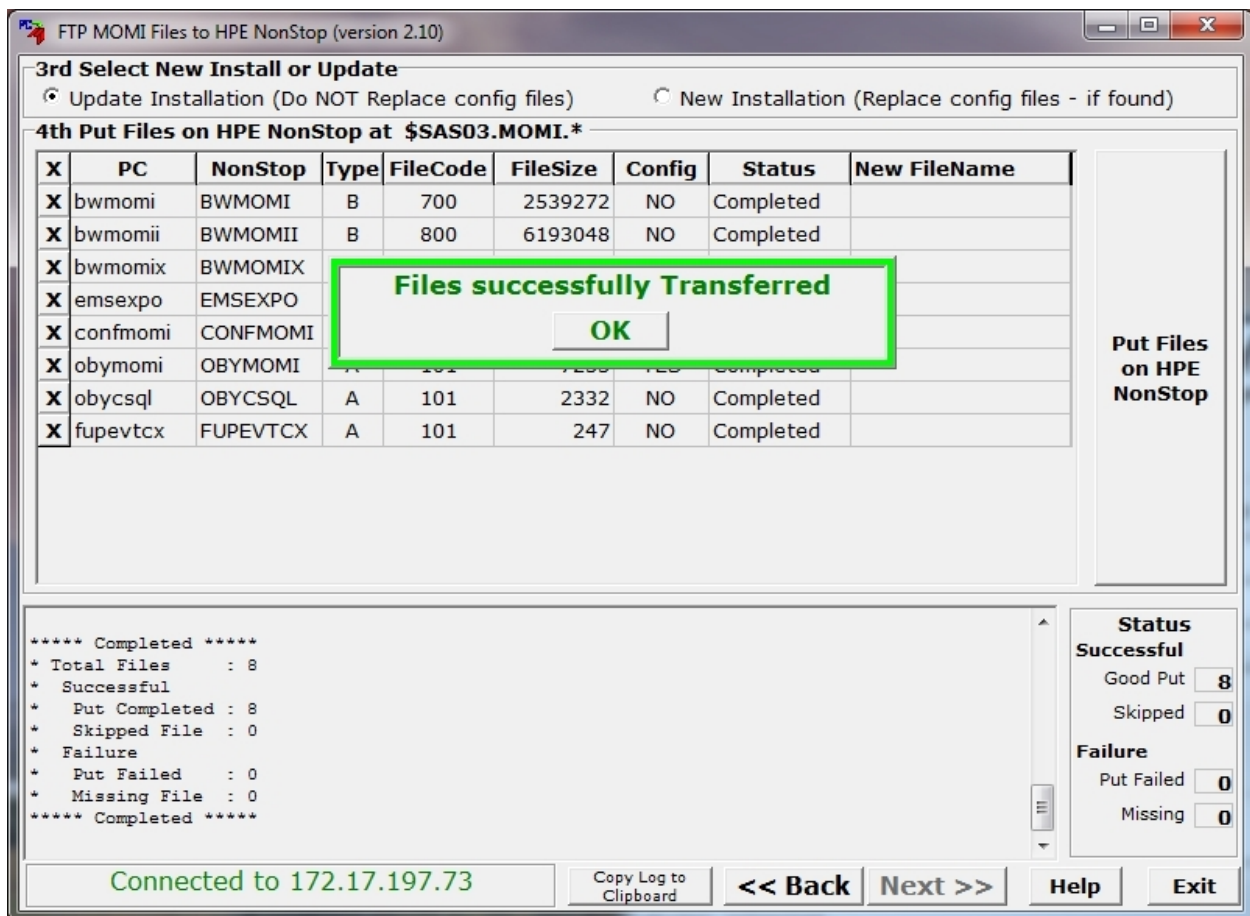 FTP MOMI Files to HPE NonStop (version 2.10)
3rd Select New Install or Update
Update Installation (Do NOT Replace config files) New Installation (Replace config files - if found)
4th Put Files on HPE NonStop at $SAS03.MOMI.*
X PC NonStop Type FileCode FileSize Config Status New FileName
X bwmomi BWMOMI B 700 2539272 NO Completed
X bwmomii BWMOMII B 800 6193048 NO Completed
X bwmomix BWMOMIX
X emsexpo EMSEXPO
X confmomi CONFMOMI
X obymomi OBYMOMI
X obycsql OBYCSQL A 101 2332 NO Completed
X fupevtcx FUPEVTCX A 101 247 NO Completed
Files successfully Transferred
OK
Put Files
on HPE
NonStop
***** Completed *****
* Total Files : 8
* Successful
* Put Completed : 8
* Skipped File : 0
* Failure
* Put Failed : 0
* Missing File : 0
***** Completed *****
Status
Successful
Good Put 8
Skipped 0
Failure
Put Failed 0
Missing 0
Connected to 172.17.197.73
Copy Log to
Clipboard
<< Back
Next >>
Help
Exit